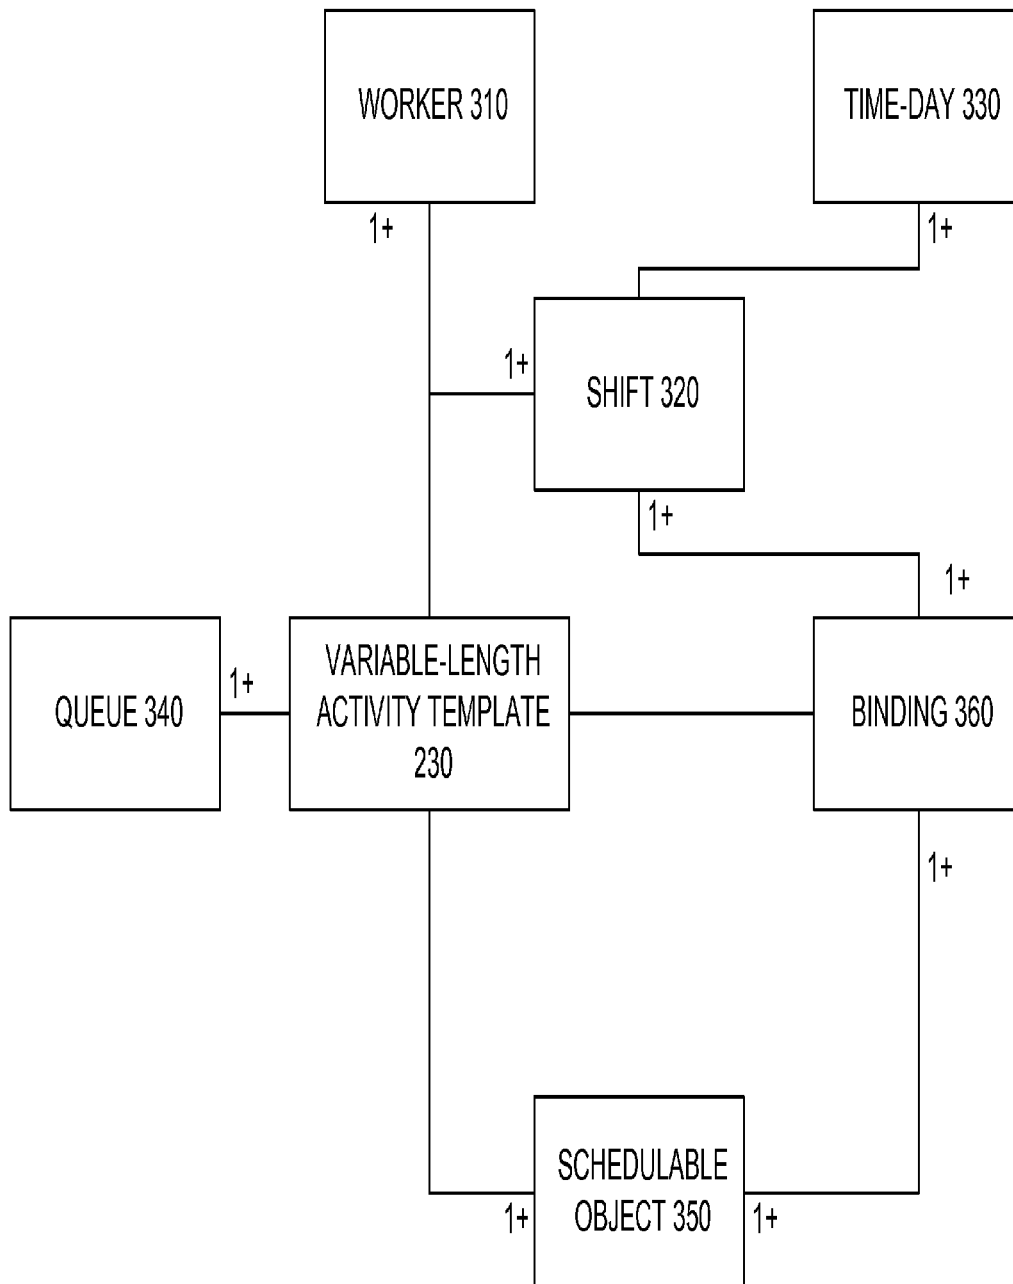 WORKER 310
TIME-DAY 330
1+
1+
1+
SHIFT 320
1+
1+
QUEUE 340
1+
VARIABLE-LENGTH
ACTIVITY TEMPLATE
230
BINDING 360
1+
SCHEDULABLE
OBJECT 350
1+
1+